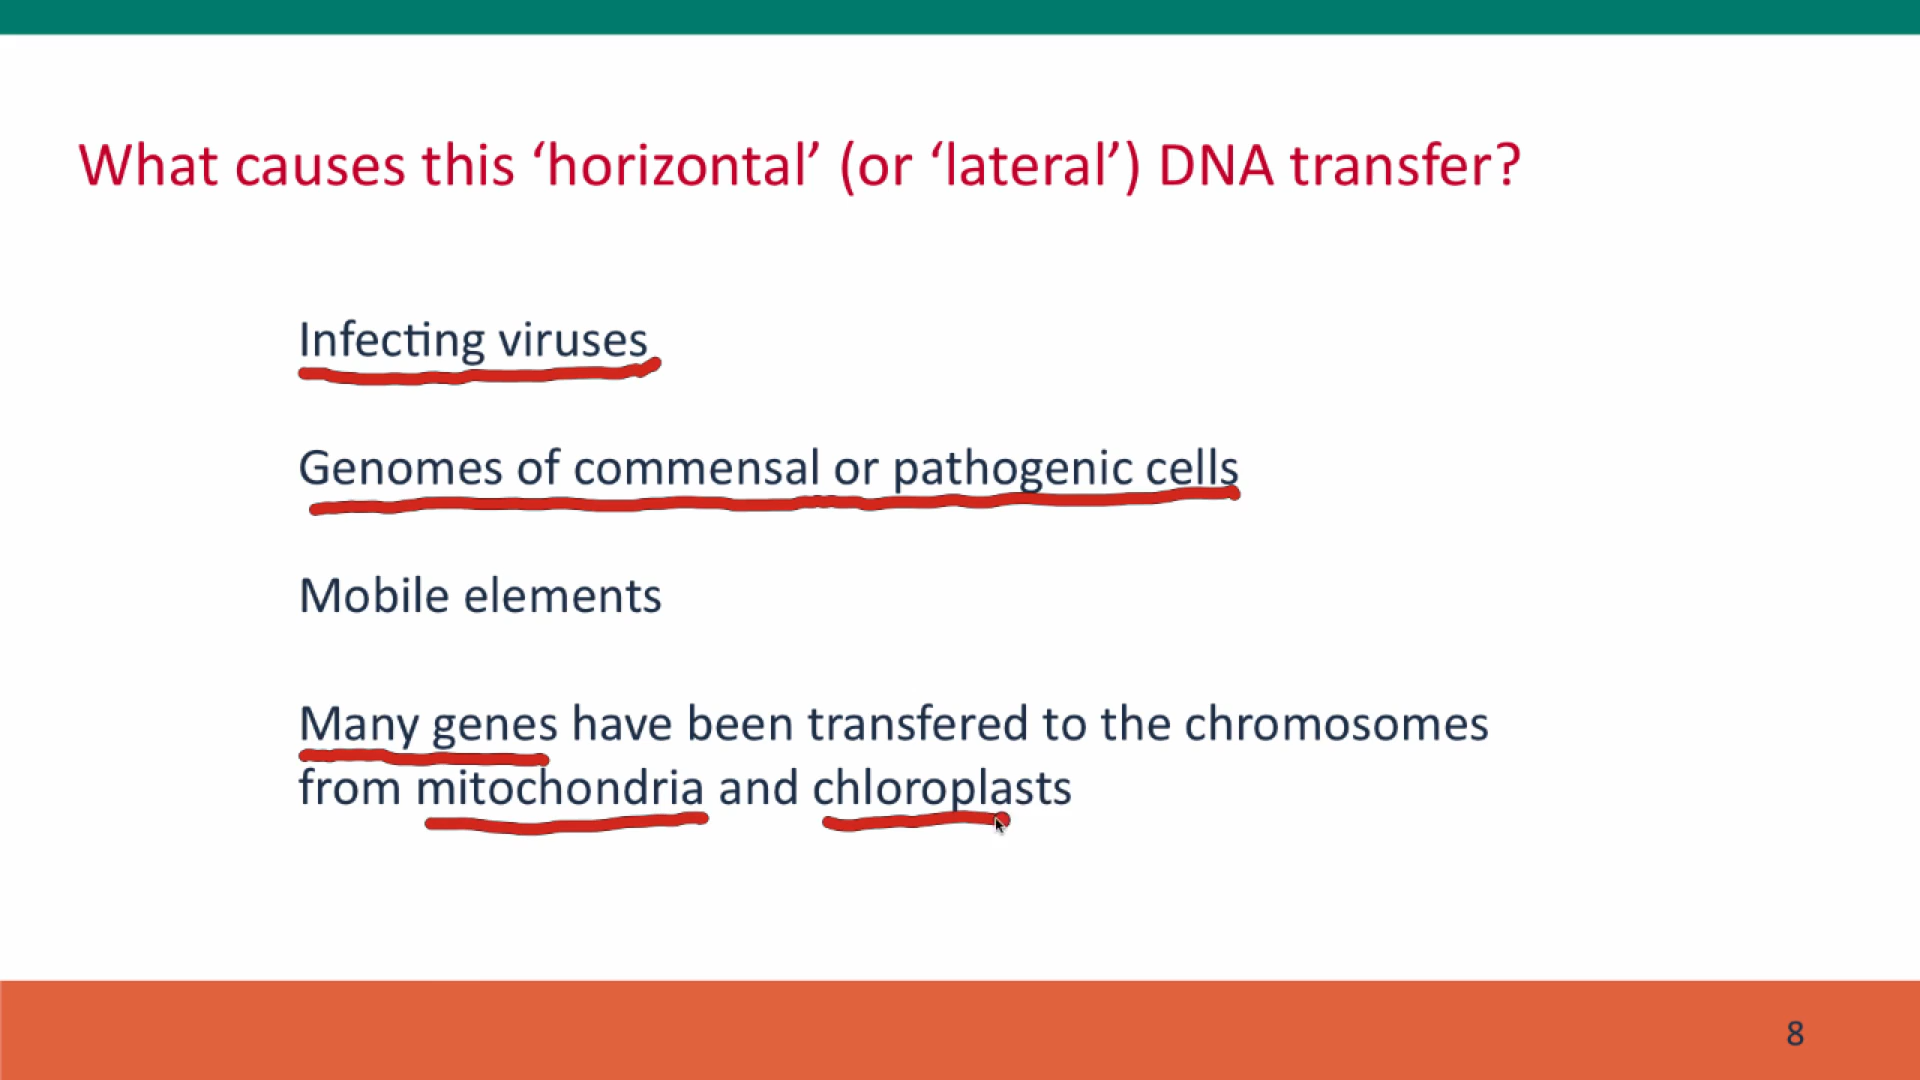 What causes this ‘horizontal’ (or ‘lateral’) DNA transfer?
Infecting viruses
Genomes of commensal or pathogenic cells
Mobile elements
Many genes have been transfered to the chromosomes
from mitochondria and chloroplasts
8